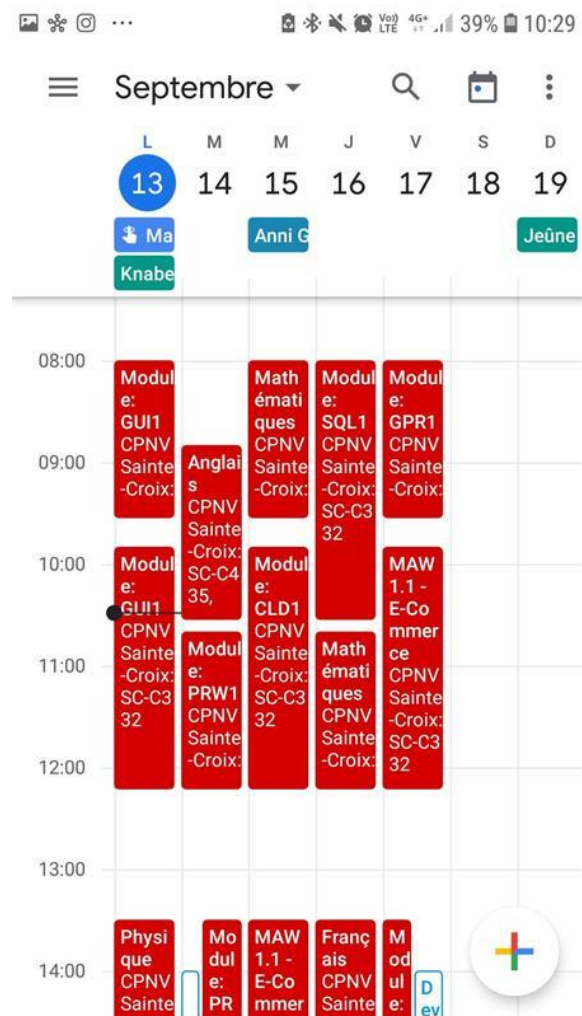 39% 10:29
Septembre
L M M J V S D
13 14 15 16 17 18 19
Ma
Anni G
Jeûne
Knabe
08:00
09:00
10:00
11:00
12:00
13:00
14:00
Modul
e:
GUI1
CPNV
Sainte
-Croix:
Modul
e:
GUI1
CPNV
Sainte
-Croix:
SC-C3
32
Physi
que
CPNV
Sainte
Anglai
s
CPNV
Sainte
-Croix:
SC-C4
35,
Modul
e:
PRW1
CPNV
Sainte
-Croix:
Mo
dul
e:
PR
Math
émati
ques
CPNV
Sainte
-Croix:
Modul
e:
CLD1
CPNV
Sainte
-Croix:
SC-C3
32
MAW
1.1 -
E-Co
mmer
Modul
e:
SQL1
CPNV
Sainte
-Croix:
SC-C3
32
Math
émati
ques
CPNV
Sainte
-Croix:
Franç
ais
CPNV
Sainte
Modul
e:
GPR1
CPNV
Sainte
-Croix:
MAW
1.1 -
E-Co
mmer
ce
CPNV
Sainte
-Croix:
SC-C3
32
M
od
ul
e:
D
ev